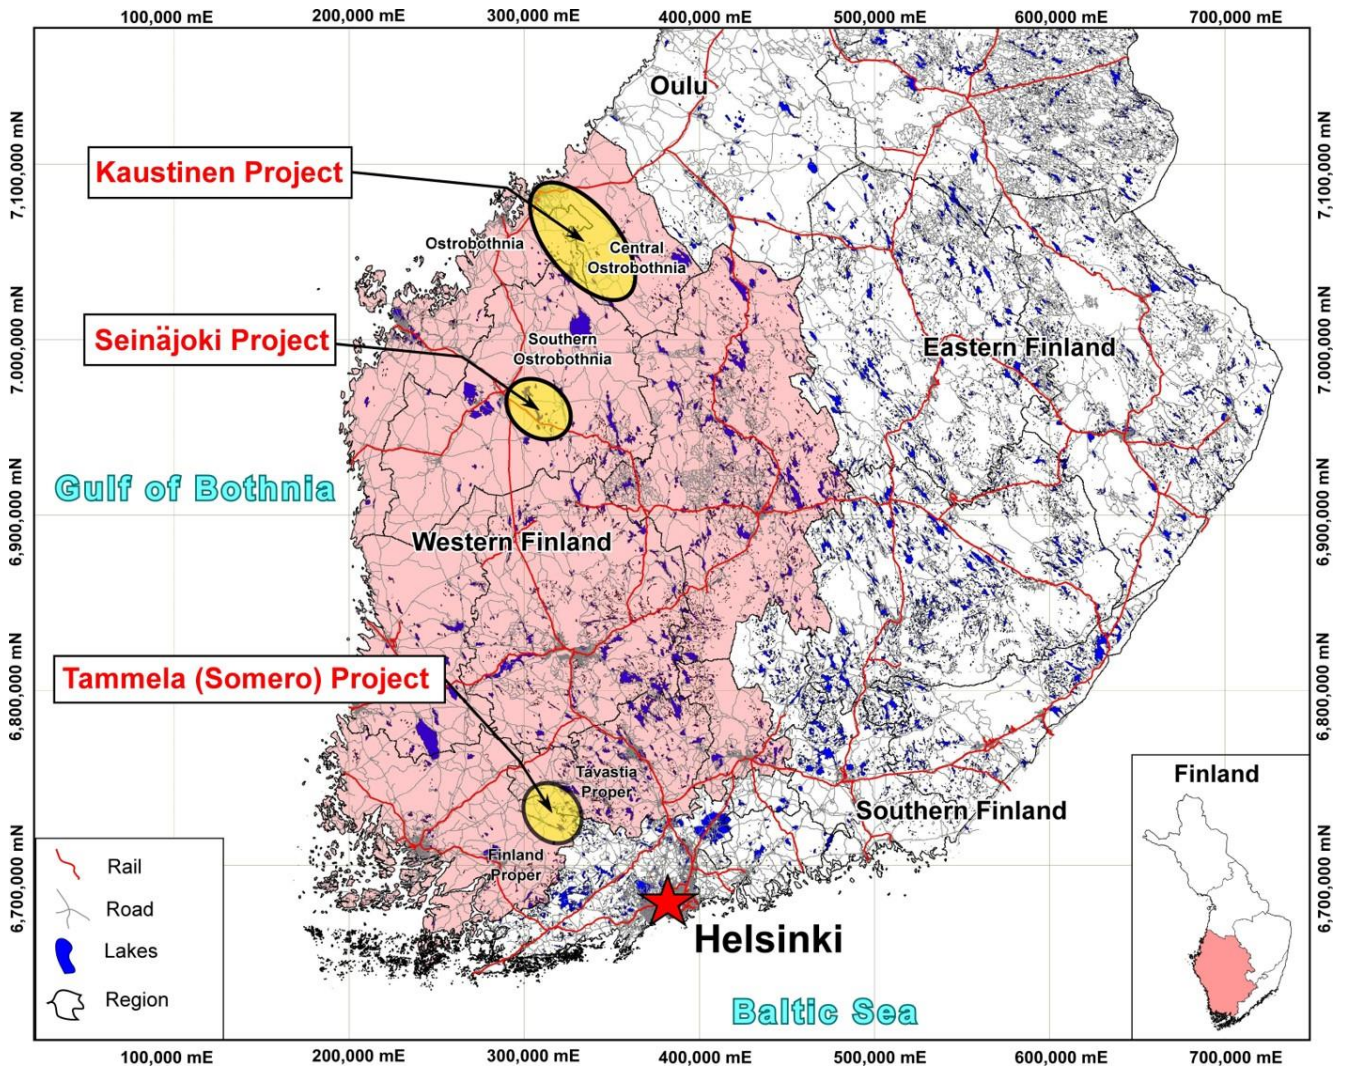 100,000 mE
200,000 mE
300,000 mE
400,000 mE
500,000 mE
600,000 mE
700,000 mE
7,100,000 mN
7,100,000 mN
Oulu
Kaustinen Project
Ostrobothnia
Central
Ostrobothnia
7,000,000 mN
7,000,000 mN
Seinäjoki Project
Southern
Ostrobothnia
Eastern Finland
Gulf of Bothnia
6,900,000 mN
6,900,000 mN
Western Finland
6,800,000 mN
6,800,000 mN
Tammela (Somero) Project
Tavastia
Proper
Southern Finland
Finland
Proper
6,700,000 mN
6,700,000 mN
Helsinki
Baltic Sea
Rail
Road
Lakes
Region
Finland
100,000 mE
200,000 mE
300,000 mE
400,000 mE
500,000 mE
600,000 mE
700,000 mE